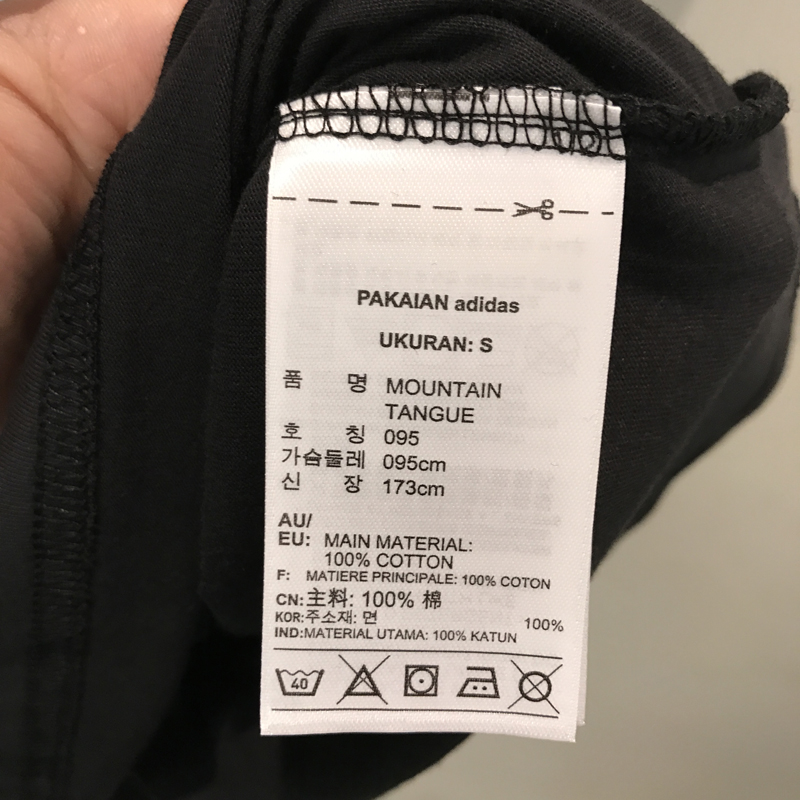 PAKAIAN adidas
UKURAN: S
품 명 MOUNTAIN
TANGUE
호 칭 095
가슴둘레 095cm
신 장 173cm
AU/
EU: MAIN MATERIAL:
100% COTTON
F: MATIERE PRINCIPALE: 100% COTON
CN:主料: 100% 棉
KOR:주소재: 면 100%
IND:MATERIAL UTAMA: 100% KATUN
40